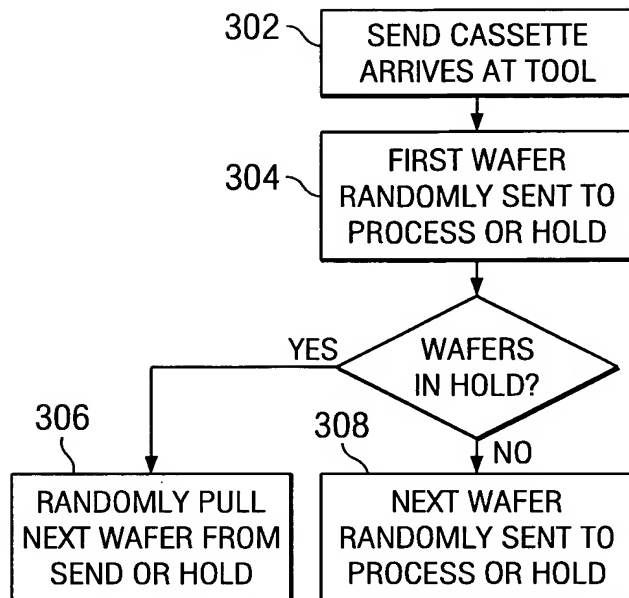 302
SEND CASSETTE
ARRIVES AT TOOL
304
FIRST WAFER
RANDOMLY SENT TO
PROCESS OR HOLD
YES
WAFERS
IN HOLD?
NO
306
RANDOMLY PULL
NEXT WAFER FROM
SEND OR HOLD
308
NEXT WAFER
RANDOMLY SENT TO
PROCESS OR HOLD